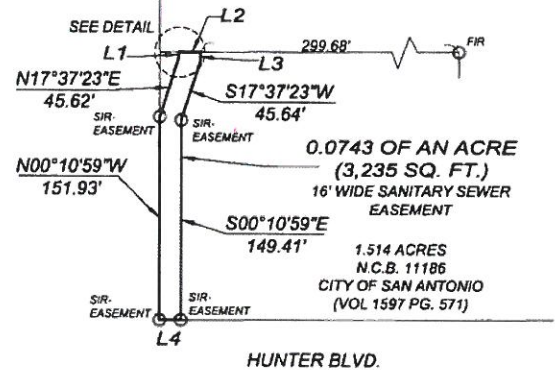 SEE DETAIL
L2
L1
299.68'
FIR
L3
N17°37'23"E
45.62'
S17°37'23"W
45.64'
SIR-
EASEMENT
SIR-
EASEMENT
0.0743 OF AN ACRE
(3,235 SQ. FT.)
16' WIDE SANITARY SEWER
EASEMENT
N00°10'59"W
151.93'
S00°10'59"E
149.41'
1.514 ACRES
N.C.B. 11186
CITY OF SAN ANTONIO
(VOL 1597 PG. 571)
SIR-
EASEMENT
SIR-
EASEMENT
L4
HUNTER BLVD.